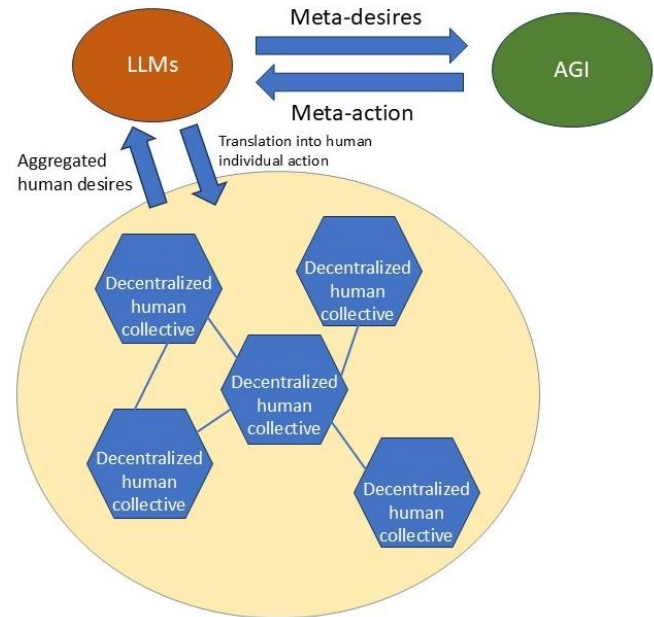 Meta-desires
LLMs
AGI
Meta-action
Aggregated
human desires
Translation into human
individual action
Decentralized
human
collective
Decentralized
human
collective
Decentralized
human
collective
Decentralized
human
collective
Decentralized
human
collective